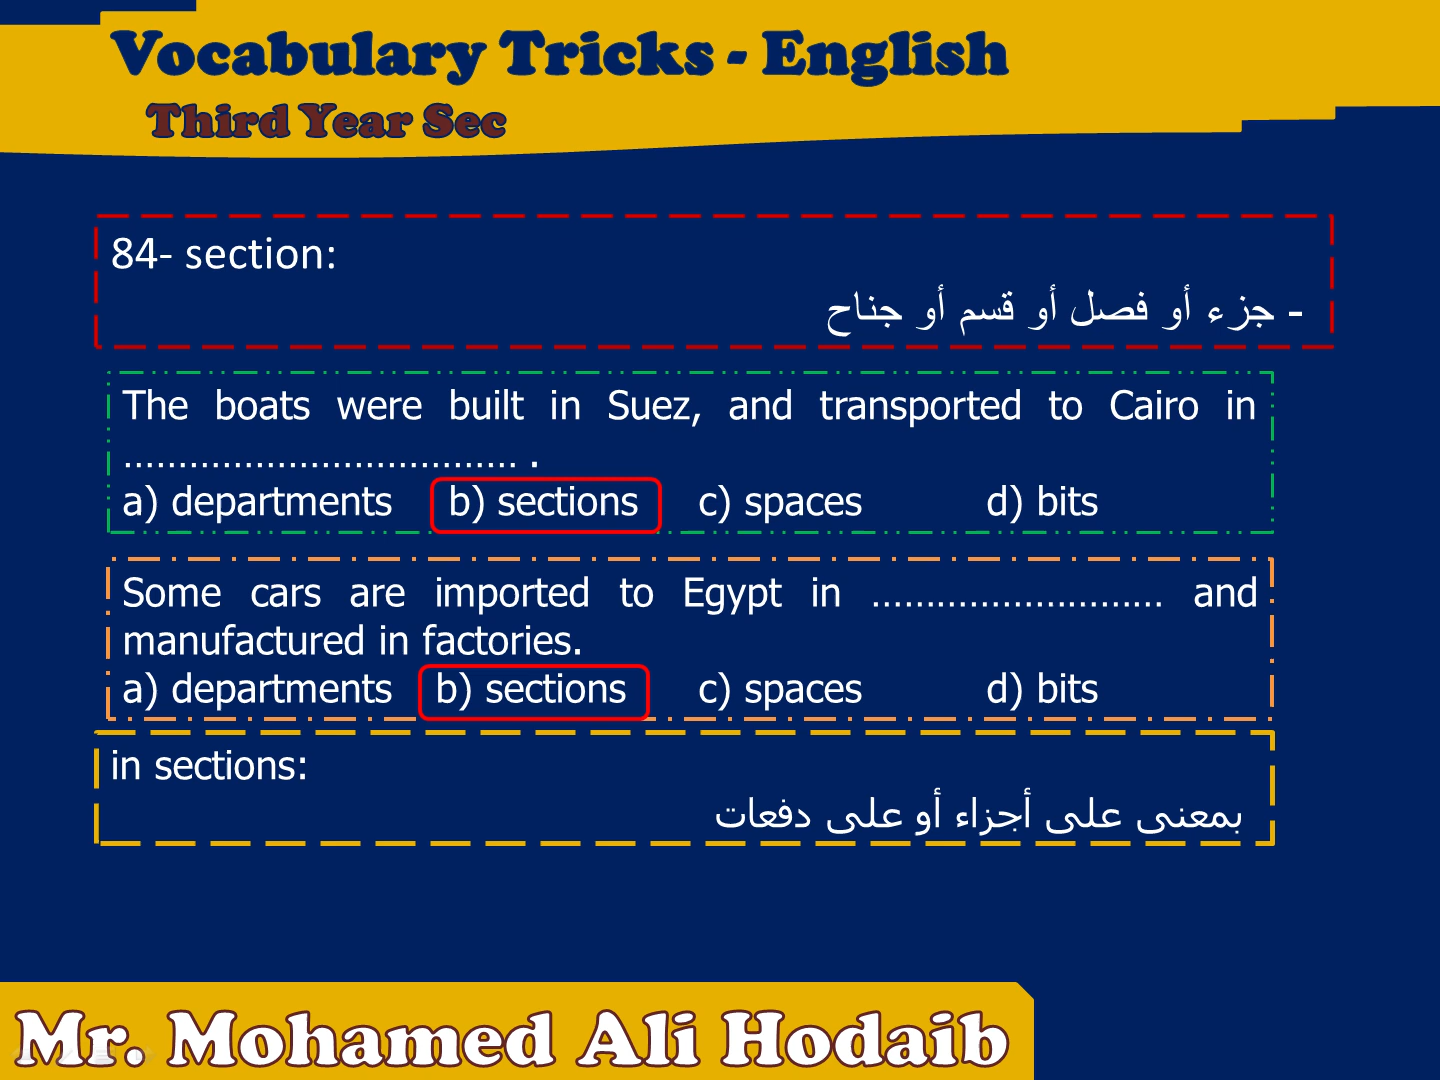 Vocabulary Tricks - English
Third Year Sec
84- section:
- جزء أو فصل أو قسم أو جناح
The boats were built in Suez, and transported to Cairo in
……………………………… .
a) departments b) sections c) spaces d) bits
Some cars are imported to Egypt in ……………………… and
manufactured in factories.
a) departments b) sections c) spaces d) bits
in sections:
بمعنى على أجزاء أو على دفعات
Mr. Mohamed Ali Hodaib